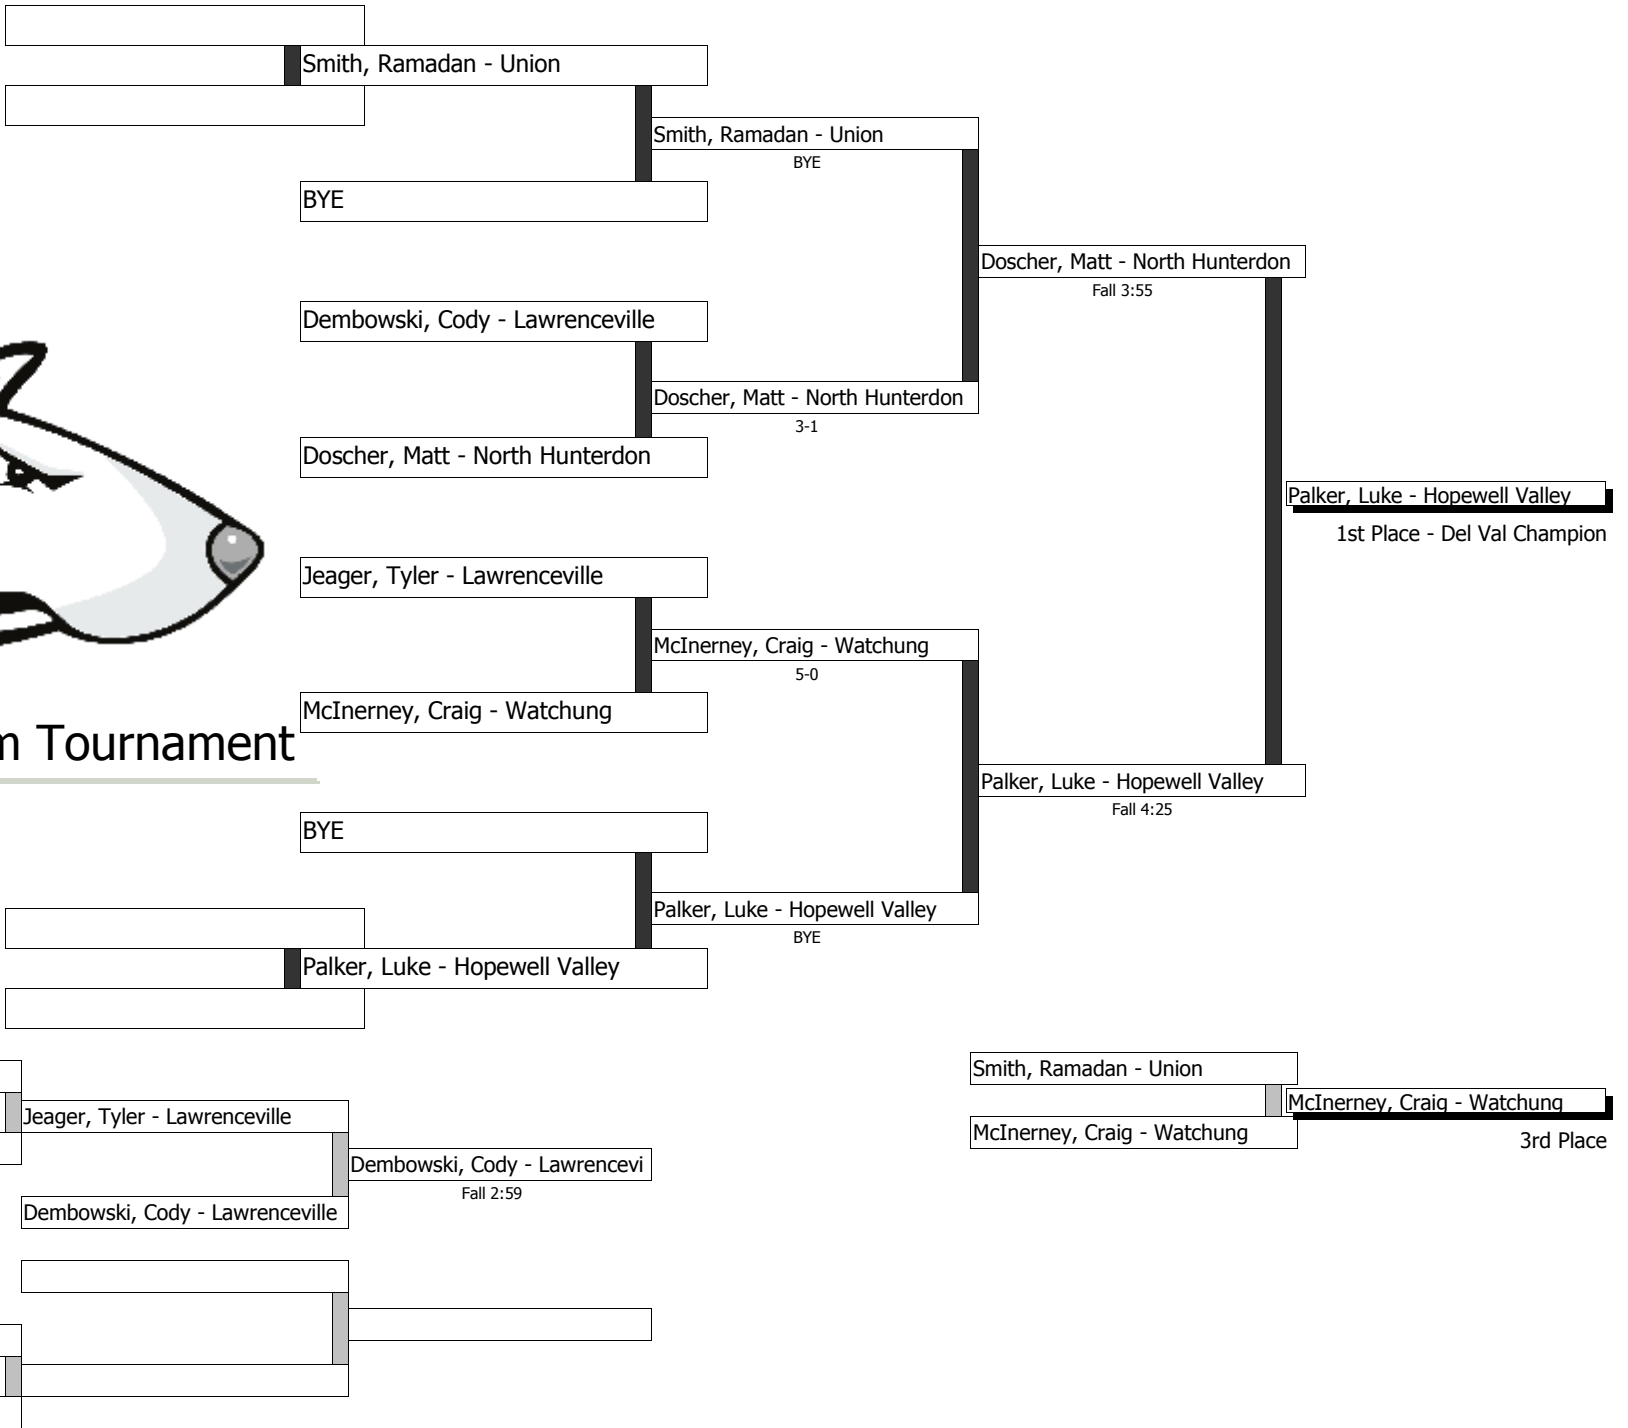 Smith, Ramadan - Union
Smith, Ramadan - Union
BYE
BYE
Doscher, Matt - North Hunterdon
Fall 3:55
Dembowski, Cody - Lawrenceville
Doscher, Matt - North Hunterdon
3-1
Doscher, Matt - North Hunterdon
Palker, Luke - Hopewell Valley
1st Place - Del Val Champion
Jeager, Tyler - Lawrenceville
McInerney, Craig - Watchung
5-0
McInerney, Craig - Watchung
m Tournament
Palker, Luke - Hopewell Valley
Fall 4:25
BYE
Palker, Luke - Hopewell Valley
BYE
Palker, Luke - Hopewell Valley
Smith, Ramadan - Union
McInerney, Craig - Watchung
McInerney, Craig - Watchung
3rd Place
Jeager, Tyler - Lawrenceville
Dembowski, Cody - Lawrencevi
Fall 2:59
Dembowski, Cody - Lawrenceville